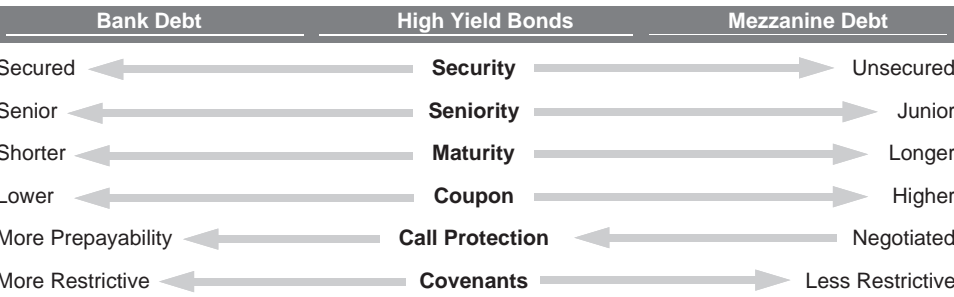 Bank Debt High Yield Bonds Mezzanine Debt
Secured Security Unsecured
Senior Seniority Junior
Shorter Maturity Longer
Lower Coupon Higher
More Prepayability Call Protection Negotiated
More Restrictive Covenants Less Restrictive